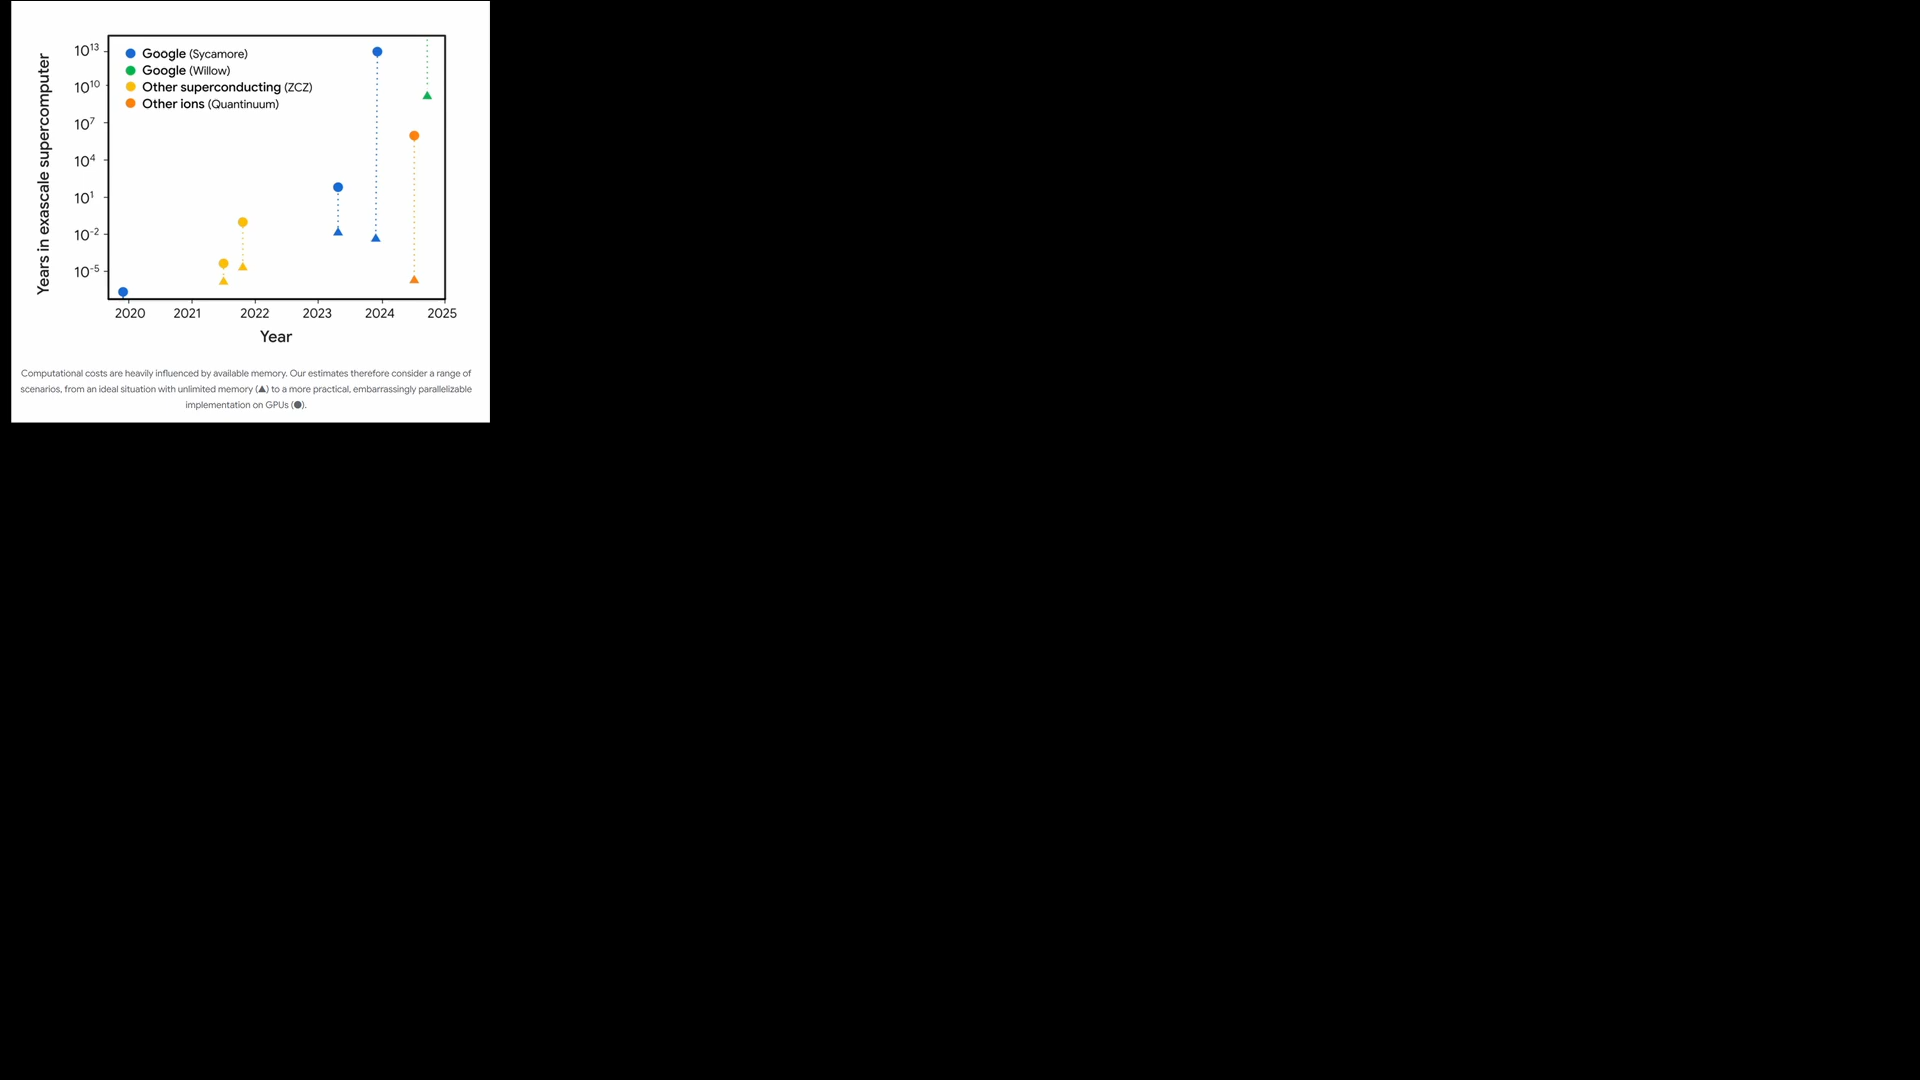 Years in exascale supercomputer
10¹³
10¹⁰
10⁷
10⁴
10¹
10⁻²
10⁻⁵
Google (Sycamore)
Google (Willow)
Other superconducting (ZCZ)
Other ions (Quantinuum)
2020 2021 2022 2023 2024 2025
Year
Computational costs are heavily influenced by available memory. Our estimates therefore consider a range of
scenarios, from an ideal situation with unlimited memory (▲) to a more practical, embarrassingly parallelizable
implementation on GPUs (●).